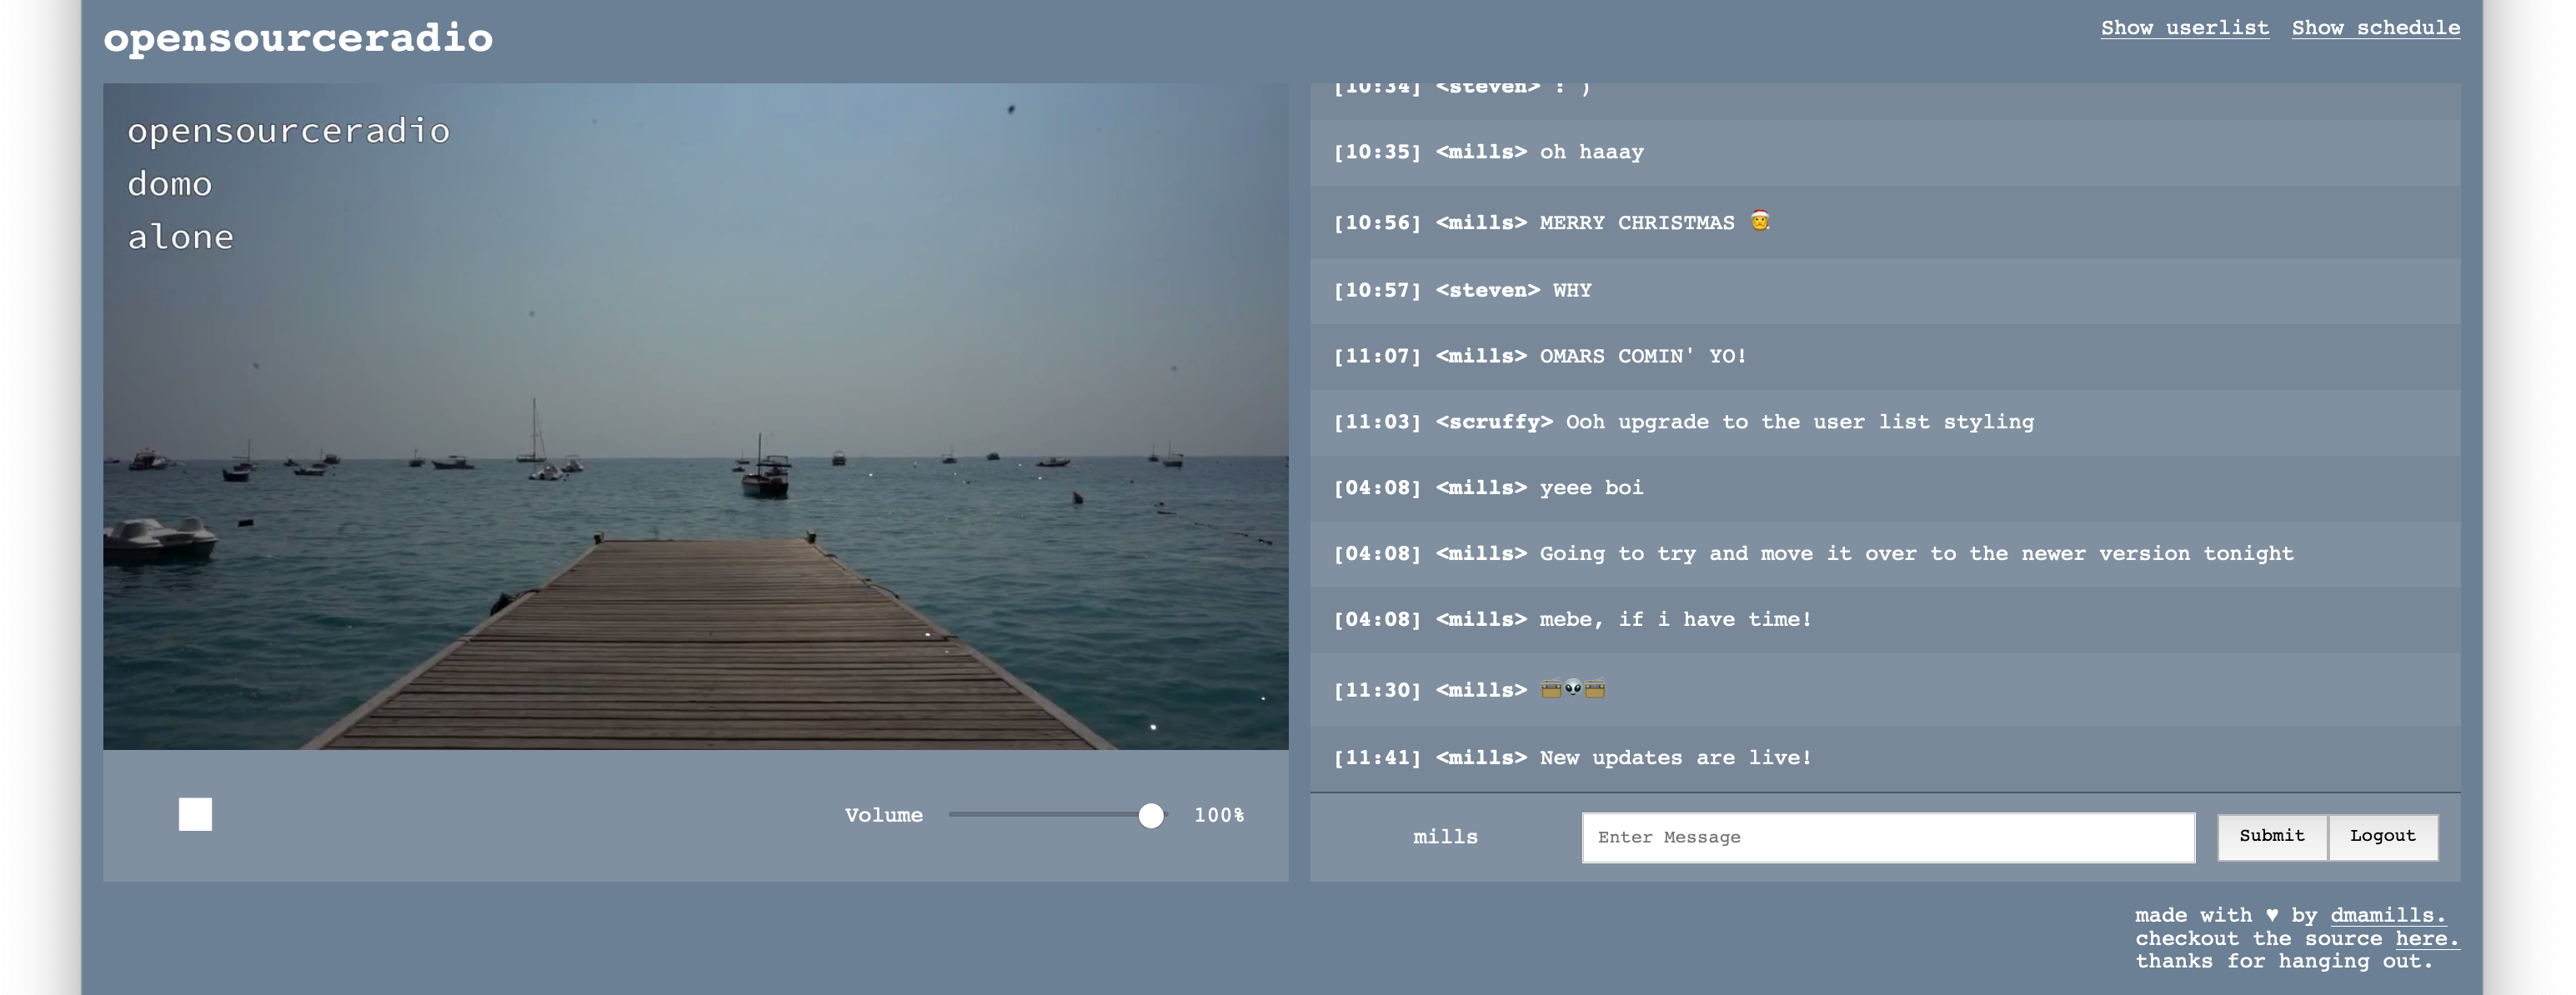 opensourceradio
Show userlist Show schedule
opensourceradio
domo
alone
[10:34] <steven> : )
[10:35] <mills> oh haaay
[10:56] <mills> MERRY CHRISTMAS 🎅
[10:57] <steven> WHY
[11:07] <mills> OMARS COMIN' YO!
[11:03] <scruffy> Ooh upgrade to the user list styling
[04:08] <mills> yeee boi
[04:08] <mills> Going to try and move it over to the newer version tonight
[04:08] <mills> mebe, if i have time!
[11:30] <mills> 📻👽📻
[11:41] <mills> New updates are live!
Volume 100%
mills Enter Message Submit Logout
made with ♥ by dmamills.
checkout the source here.
thanks for hanging out.